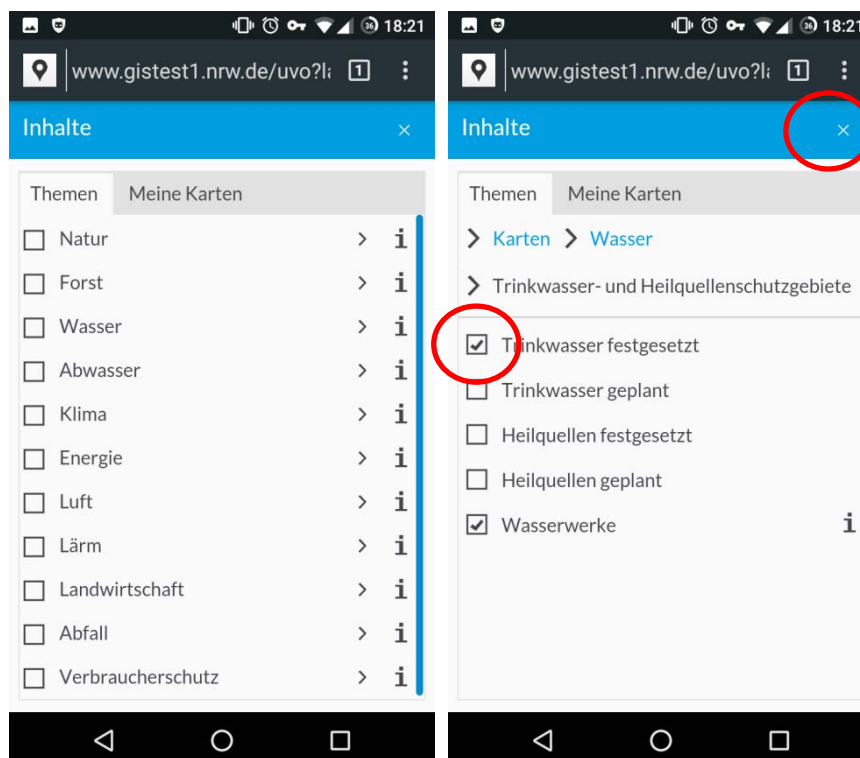 36 18:21
www.gistest1.nrw.de/uvo?l 1
Inhalte ×
Themen Meine Karten
Natur > i
Forst > i
Wasser > i
Abwasser > i
Klima > i
Energie > i
Luft > i
Lärm > i
Landwirtschaft > i
Abfall > i
Verbraucherschutz > i
36 18:21
www.gistest1.nrw.de/uvo?l 1
Inhalte ×
Themen Meine Karten
> Karten > Wasser
> Trinkwasser- und Heilquellenschutzgebiete
Trinkwasser festgesetzt
Trinkwasser geplant
Heilquellen festgesetzt
Heilquellen geplant
Wasserwerke i